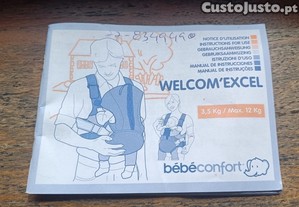 CustoJusto.pt
NOTICE D'UTILISATION
INSTRUCTIONS FOR USE
GEBRAUCHSANWEISUNG
GEBRUIKSAANWIJZING
ISTRUZIONI D'USO
MANUAL DE INSTRUCCIONES
MANUAL DE INSTRUÇÕES
WELCOM'EXCEL
3,5 Kg / Max. 12 Kg
bébéconfort